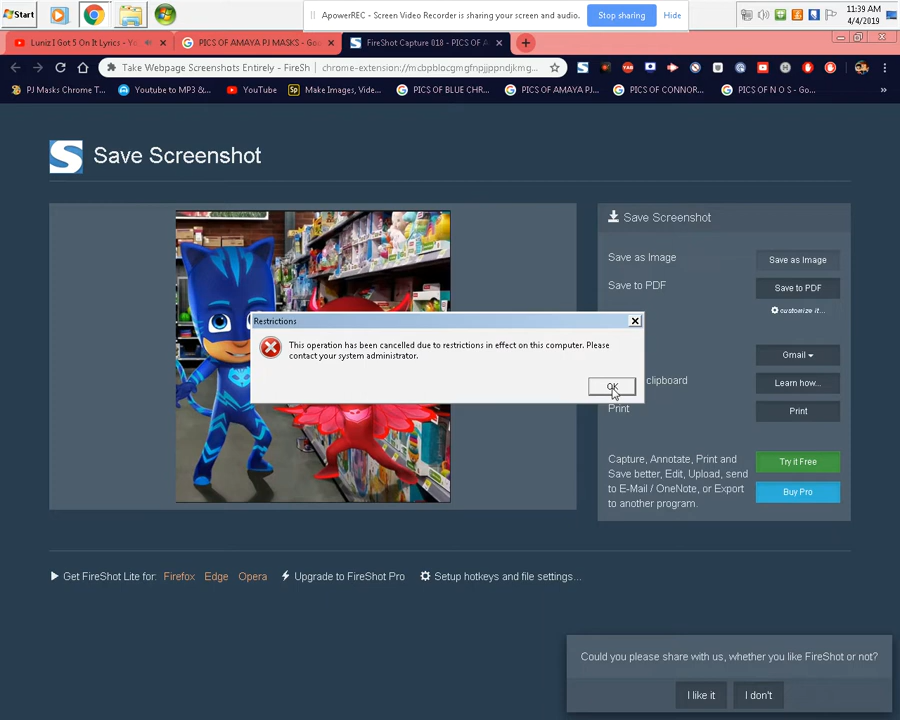 Start
ApowerREC - Screen Video Recorder is sharing your screen and audio.
Stop sharing
Hide
11:39 AM
4/4/2019
Luniz I Got 5 On It Lyrics - Yo
PICS OF AMAYA PJ MASKS - Goo
FireShot Capture 018 - PICS OF A
Take Webpage Screenshots Entirely - FireSh
chrome-extension://mcbpblocgmgfnpjjppndjkmg...
PJ Masks Chrome T...
Youtube to MP3 &...
YouTube
Sp
Make Images, Vide...
PICS OF BLUE CHR...
PICS OF AMAYA PJ...
PICS OF CONNOR...
PICS OF N O S - Go...
S
Save Screenshot
Save Screenshot
Save as Image
Save as Image
Save to PDF
Save to PDF
customize it...
Restrictions
This operation has been cancelled due to restrictions in effect on this computer. Please
contact your system administrator.
OK
Gmail
clipboard
Learn how...
Print
Print
Capture, Annotate, Print and
Save better, Edit, Upload, send
to E-Mail / OneNote, or Export
to another program.
Try it Free
Buy Pro
Get FireShot Lite for: Firefox Edge Opera
Upgrade to FireShot Pro
Setup hotkeys and file settings...
Could you please share with us, whether you like FireShot or not?
I like it
I don't